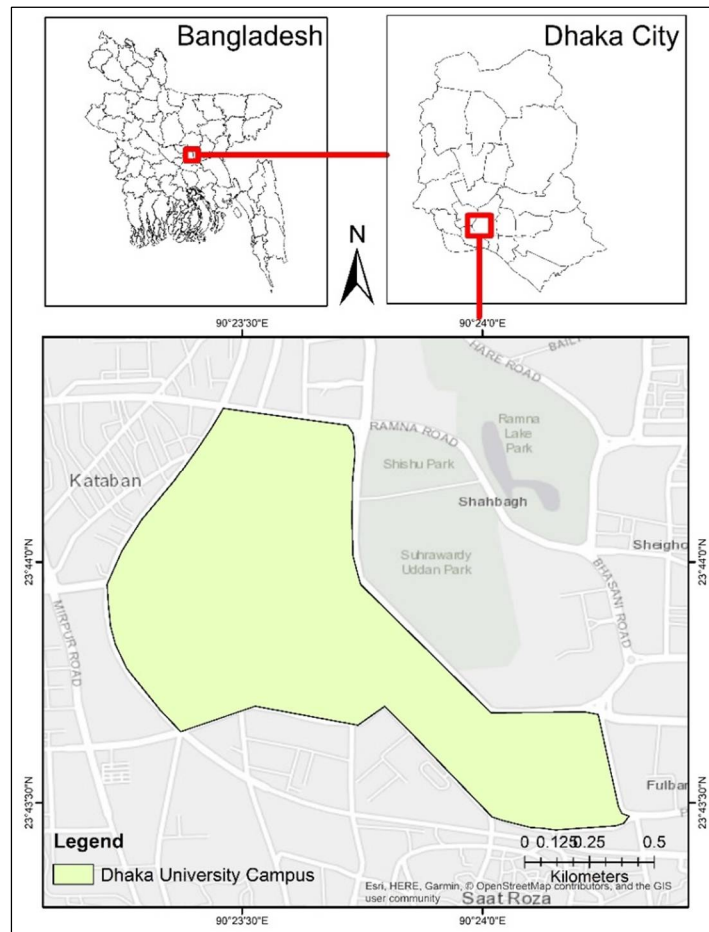 Bangladesh
Dhaka City
N
90°23'30"E
90°24'0"E
HARE ROAD
RAMNA ROAD
Ramna
Lake
Park
Shishu Park
Kataban
Shahbagh
Suhrawardy
Uddan Park
Sheigho
BHASANI ROAD
MIRPUR ROAD
23°44'0"N
23°44'0"N
23°43'30"N
23°43'30"N
Fulbar
Legend
Dhaka University Campus
0 0.125 0.25 0.5
Kilometers
Esri, HERE, Garmin, © OpenStreetMap contributors, and the GIS
user community
Saat Roza
90°23'30"E
90°24'0"E